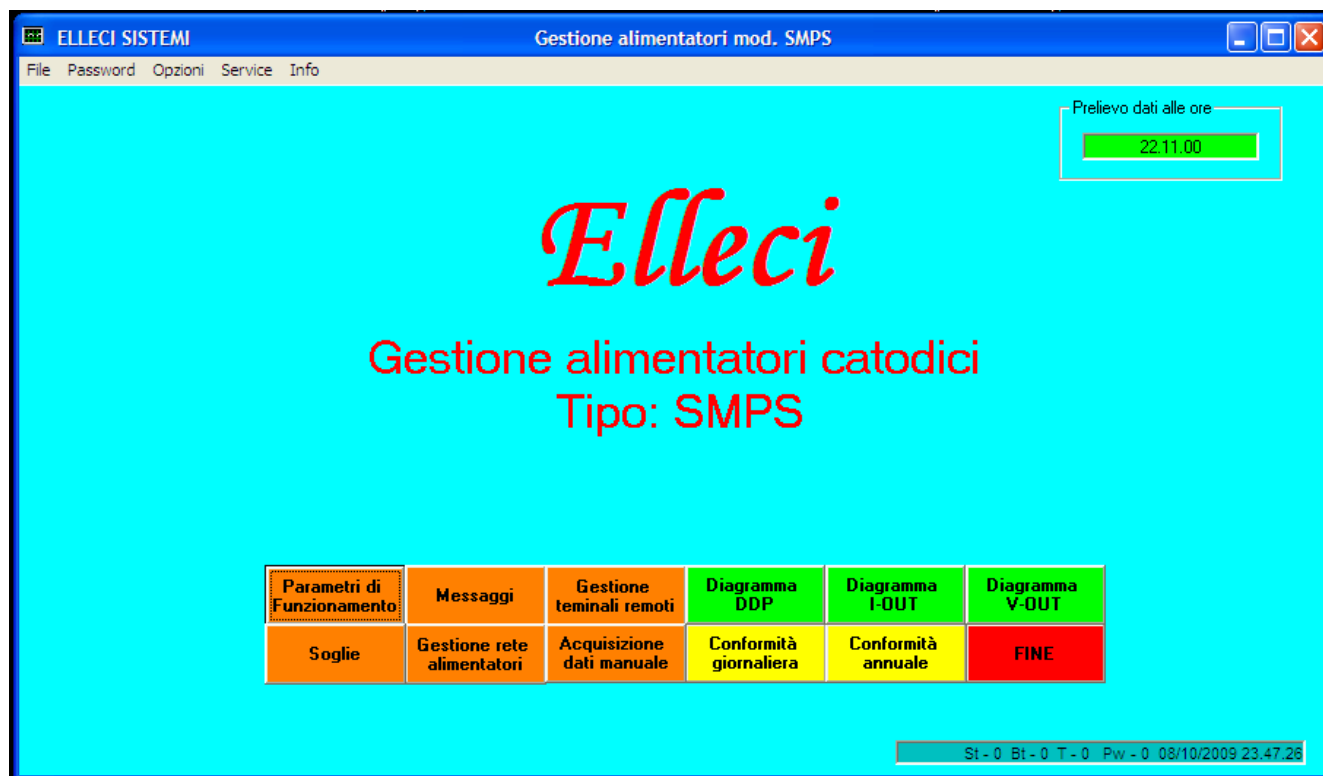 ELLECI SISTEMI
Gestione alimentatori mod. SMPS
File Password Opzioni Service Info
Prelievo dati alle ore
22.11.00
Elleci
Gestione alimentatori catodici
Tipo: SMPS
Parametri di
Funzionamento
Messaggi
Gestione
teminali remoti
Diagramma
DDP
Diagramma
I-OUT
Diagramma
V-OUT
Soglie
Gestione rete
alimentatori
Acquisizione
dati manuale
Conformità
giornaliera
Conformità
annuale
FINE
St - 0 Bt - 0 T - 0 Pw - 0 08/10/2009 23.47.26